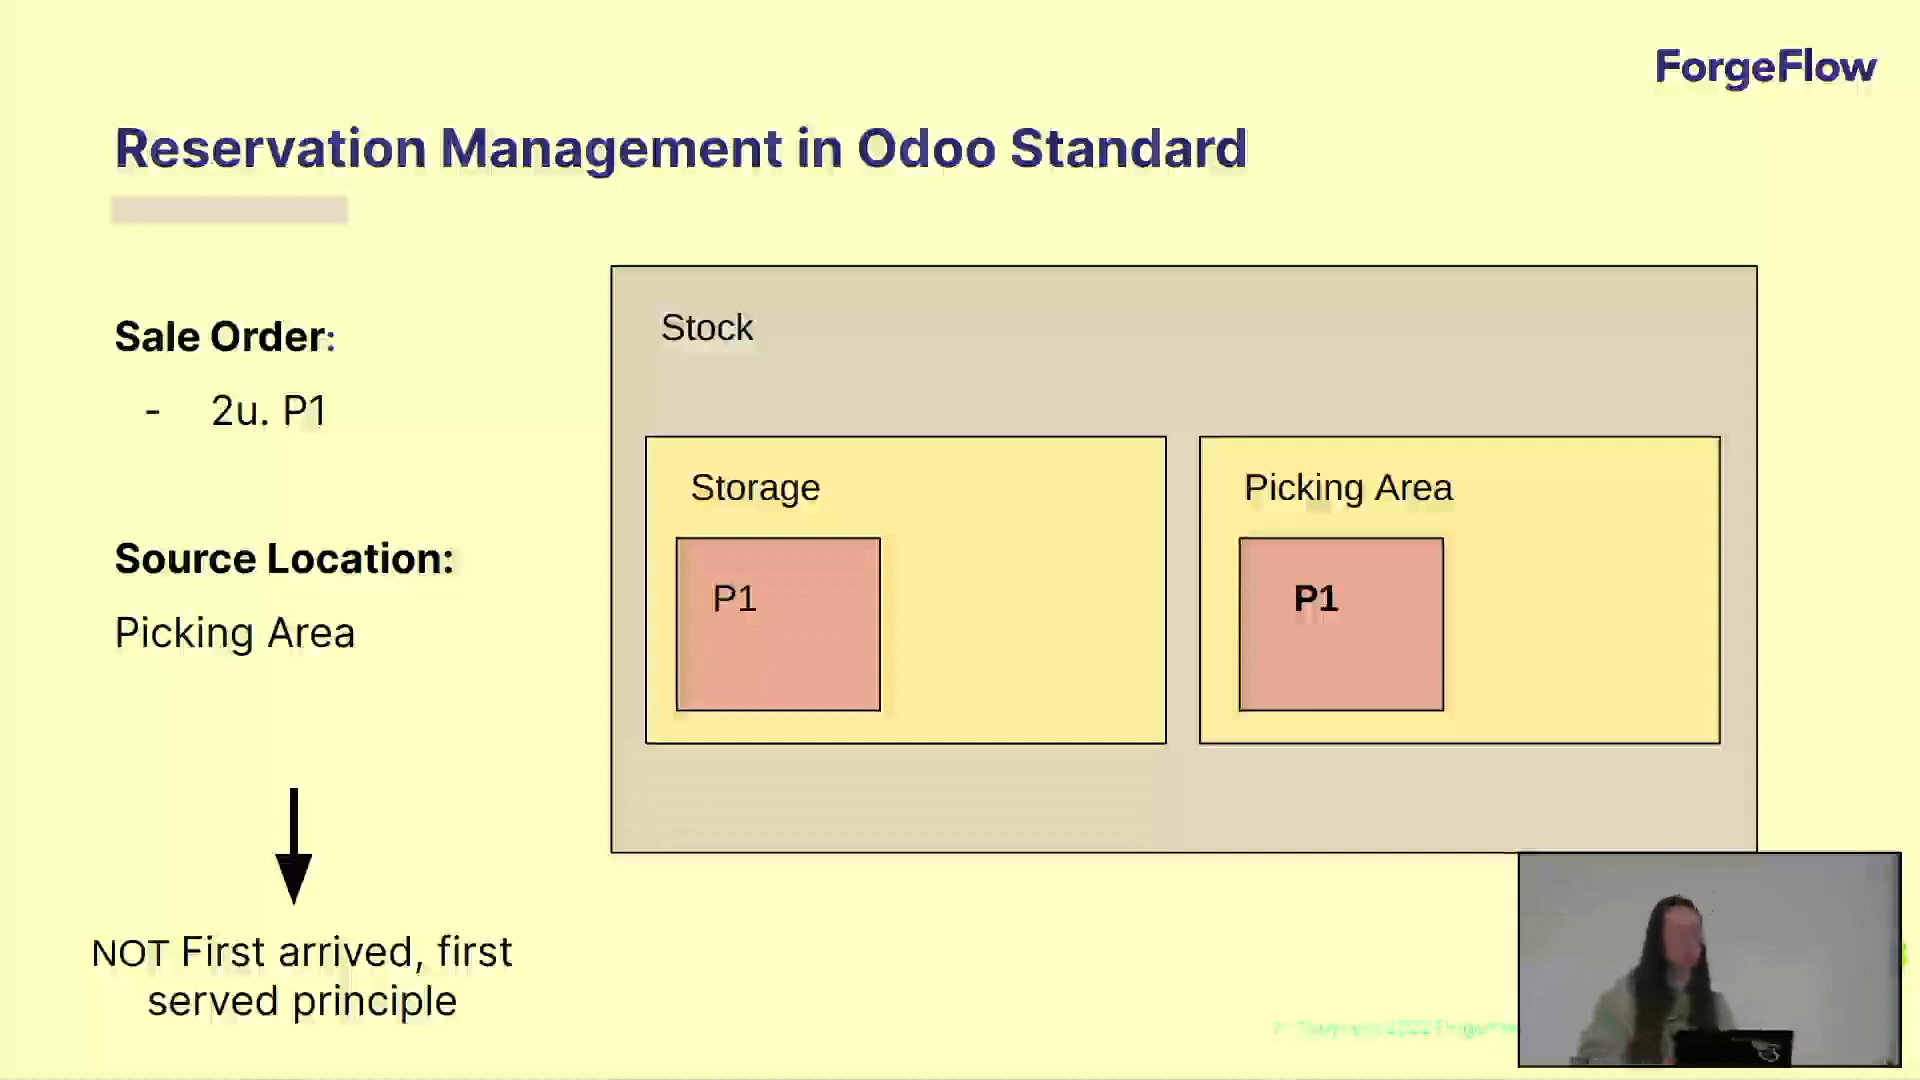 ForgeFlow
Reservation Management in Odoo Standard
Sale Order:
- 2u. P1
Source Location:
Picking Area
NOT First arrived, first
served principle
Stock
Storage
P1
Picking Area
P1